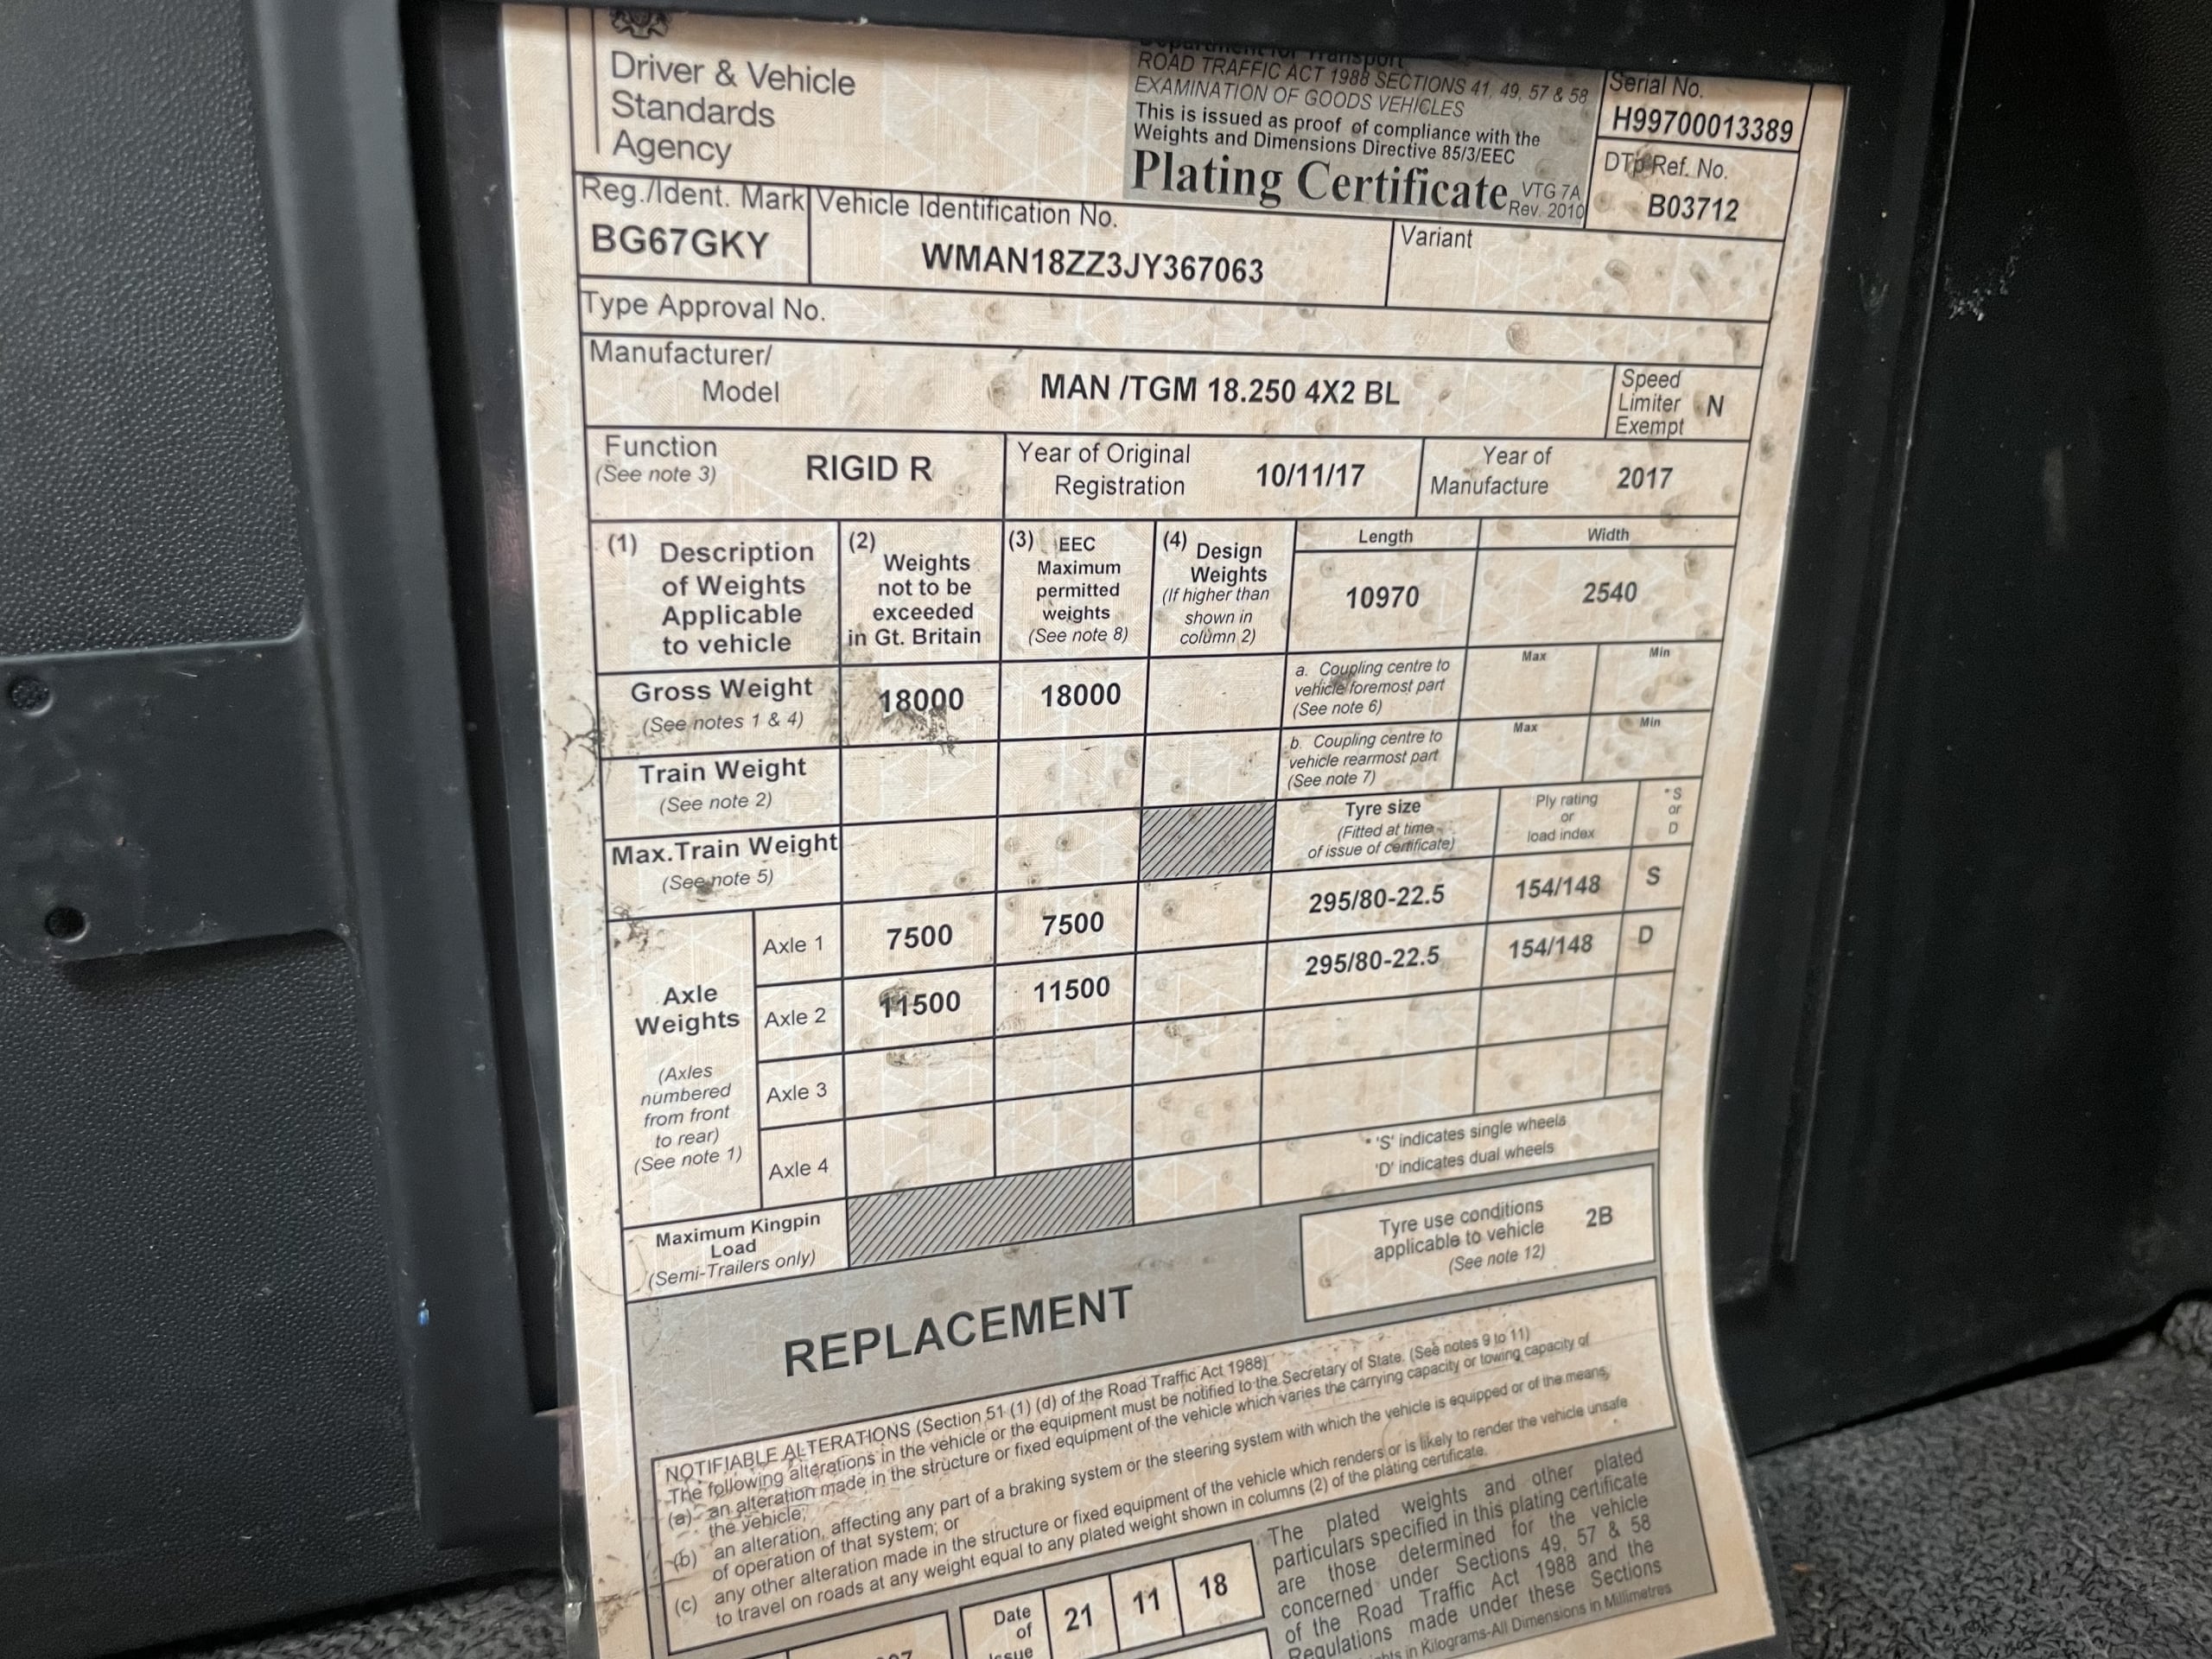 Driver & Vehicle
Standards
Agency
Department for Transport
ROAD TRAFFIC ACT 1988 SECTIONS 41, 49, 57 & 58
EXAMINATION OF GOODS VEHICLES
This is issued as proof of compliance with the
Weights and Dimensions Directive 85/3/EEC
Plating Certificate VTG 7A
Rev. 2010
Serial No.
H99700013389
DTp Ref. No.
B03712
Reg./Ident. Mark
BG67GKY
Vehicle Identification No.
WMAN18ZZ3JY367063
Variant
Type Approval No.
Manufacturer/
Model
MAN /TGM 18.250 4X2 BL
Speed
Limiter N
Exempt
Function
(See note 3)
RIGID R
Year of Original
Registration
10/11/17
Year of
Manufacture
2017
(1) Description
of Weights
Applicable
to vehicle
(2)
Weights
not to be
exceeded
in Gt. Britain
(3) EEC
Maximum
permitted
weights
(See note 8)
(4) Design
Weights
(If higher than
shown in
column 2)
Length
10970
Width
2540
Gross Weight
(See notes 1 & 4)
18000
18000
a. Coupling centre to
vehicle foremost part
(See note 6)
Max
Min
Train Weight
(See note 2)
b. Coupling centre to
vehicle rearmost part
(See note 7)
Max
Min
Max.Train Weight
(See note 5)
Tyre size
(Fitted at time
of issue of certificate)
Ply rating
or
load index
*S
or
D
Axle
Weights
(Axles
numbered
from front
to rear)
(See note 1)
Axle 1 7500 7500 295/80-22.5 154/148 S
Axle 2 11500 11500 295/80-22.5 154/148 D
Axle 3
Axle 4
* 'S' indicates single wheels
'D' indicates dual wheels
Maximum Kingpin
Load
(Semi-Trailers only)
Tyre use conditions
applicable to vehicle
(See note 12)
2B
REPLACEMENT
NOTIFIABLE ALTERATIONS (Section 51 (1) (d) of the Road Traffic Act 1988)
The following alterations in the vehicle or the equipment must be notified to the Secretary of State. (See notes 9 to 11)
(a) an alteration made in the structure or fixed equipment of the vehicle which varies the carrying capacity or towing capacity of
the vehicle;
(b) an alteration, affecting any part of a braking system or the steering system with which the vehicle is equipped or of the means
of operation of that system; or
(c) any other alteration made in the structure or fixed equipment of the vehicle which renders or is likely to render the vehicle unsafe
to travel on roads at any weight equal to any plated weight shown in columns (2) of the plating certificate.
Date
of
Issue
21 11 18
The plated weights and other plated
particulars specified in this plating certificate
are those determined for the vehicle
concerned under Sections 49, 57 & 58
of the Road Traffic Act 1988 and the
Regulations made under these Sections
in Kilograms-All Dimensions in Millimetres